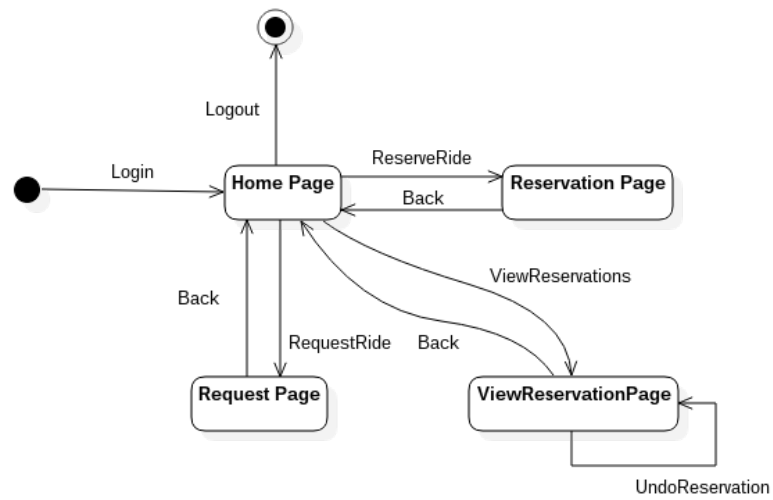 Logout
ReserveRide
Login
Home Page
Reservation Page
Back
ViewReservations
Back
RequestRide
Back
Request Page
ViewReservationPage
UndoReservation